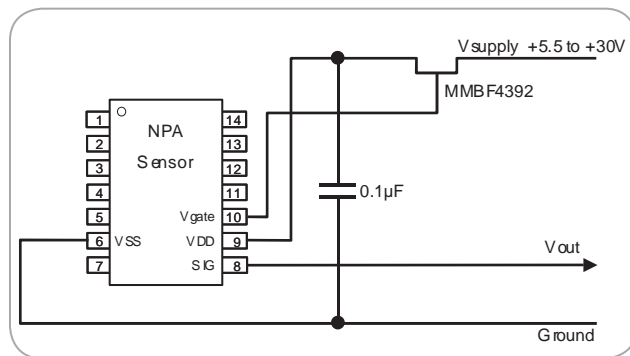 Vsupply +5.5 to +30V
MMBF4392
NPA
Sensor
1
2
3
4
5
6
7
14
13
12
11
10
9
8
Vgate
VSS
VDD
SIG
0.1µF
Vout
Ground